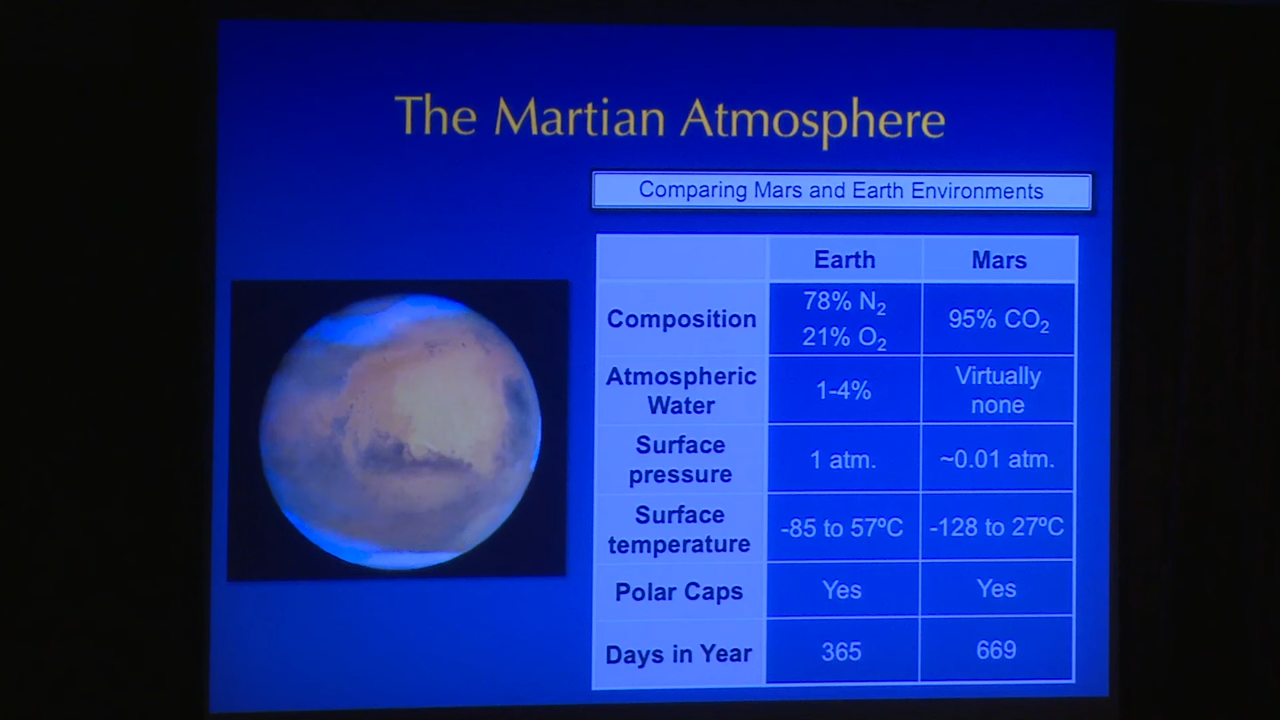 The Martian Atmosphere
Comparing Mars and Earth Environments
Earth Mars
Composition 78% N₂ 21% O₂ 95% CO₂
Atmospheric Water 1-4% Virtually none
Surface pressure 1 atm. ~0.01 atm.
Surface temperature -85 to 57ºC -128 to 27ºC
Polar Caps Yes Yes
Days in Year 365 669